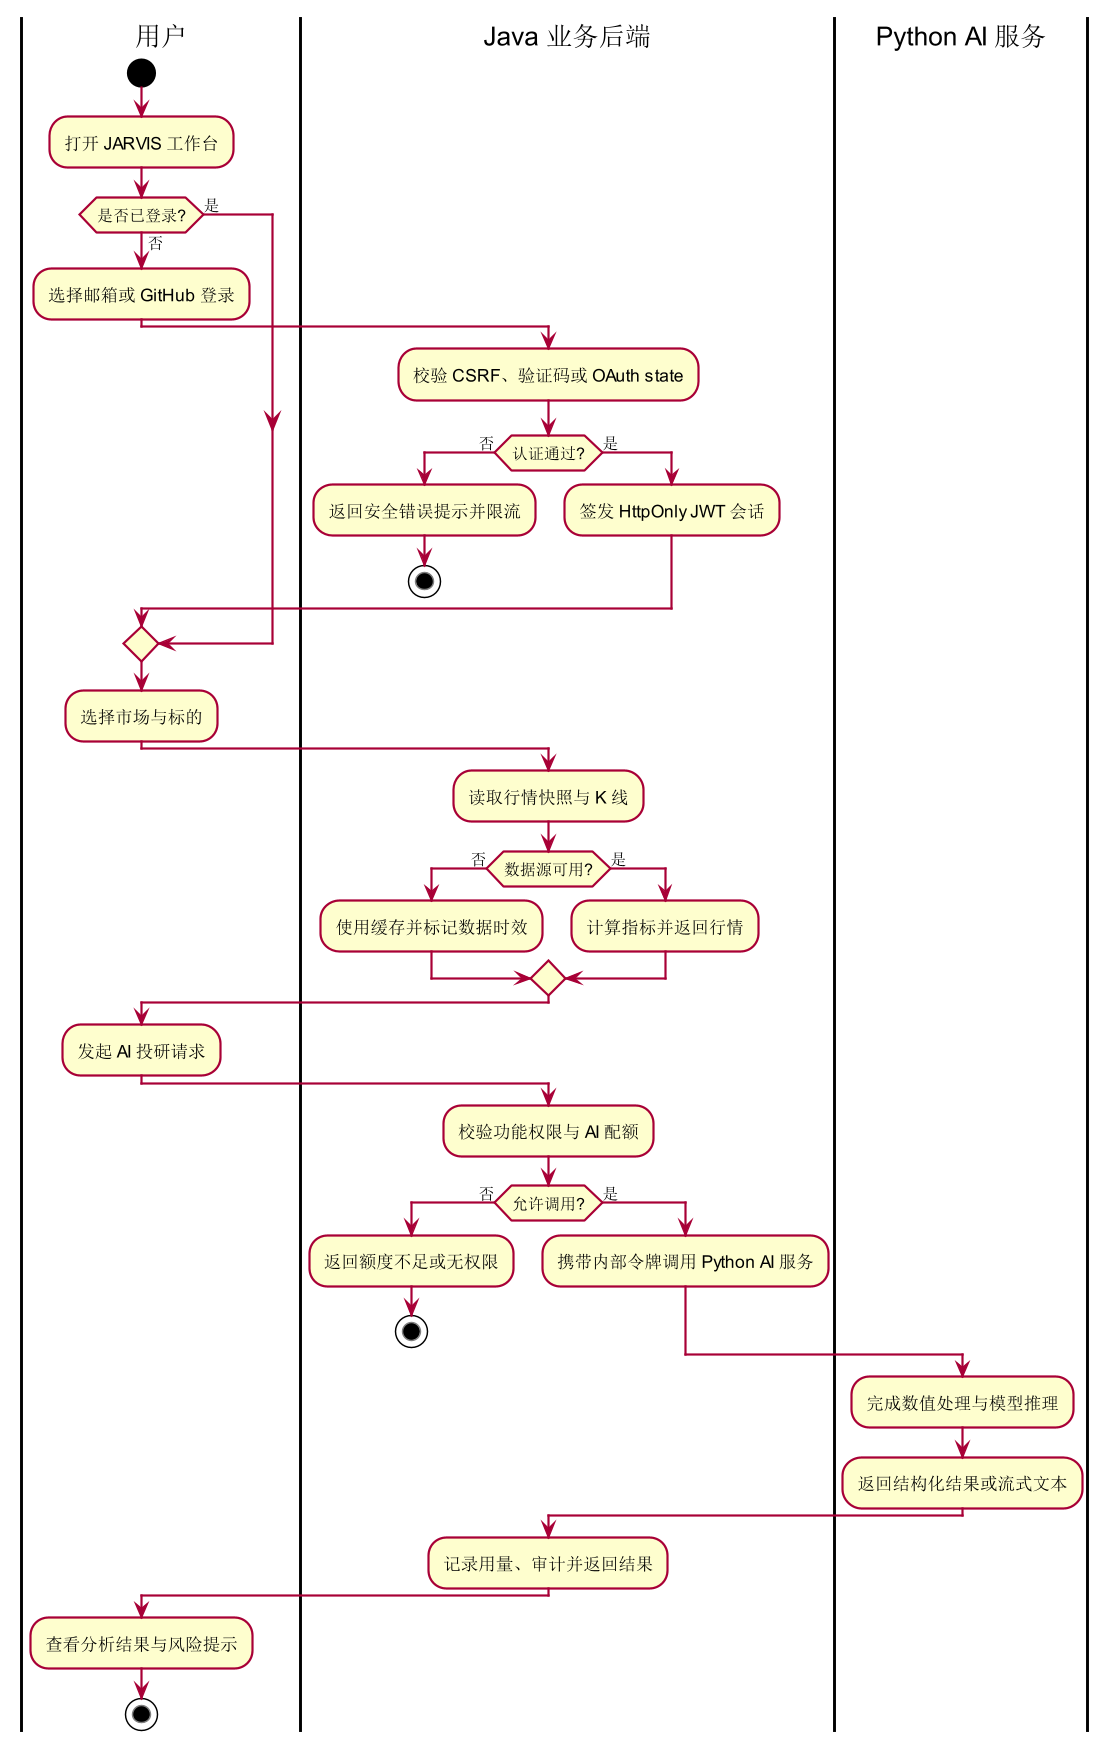 用户
Java 业务后端
Python AI 服务
打开 JARVIS 工作台
是否已登录?
是
否
选择邮箱或 GitHub 登录
校验 CSRF、验证码或 OAuth state
否
认证通过?
是
返回安全错误提示并限流
签发 HttpOnly JWT 会话
选择市场与标的
读取行情快照与 K 线
否
数据源可用?
是
使用缓存并标记数据时效
计算指标并返回行情
发起 AI 投研请求
校验功能权限与 AI 配额
否
允许调用?
是
返回额度不足或无权限
携带内部令牌调用 Python AI 服务
完成数值处理与模型推理
返回结构化结果或流式文本
记录用量、审计并返回结果
查看分析结果与风险提示